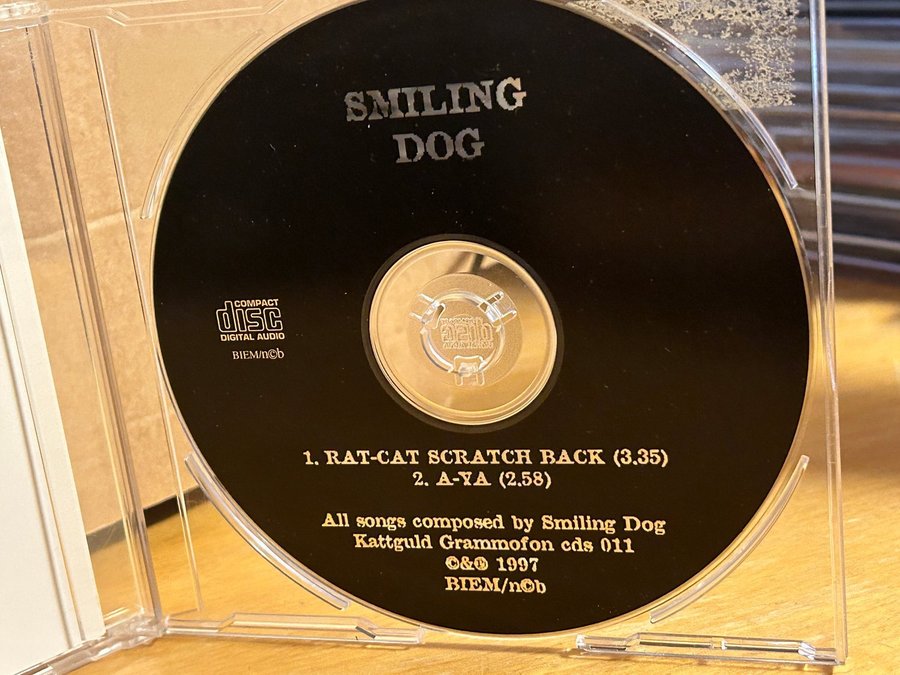 SMILING
DOG
COMPACT
disc
DIGITAL AUDIO
BIEM/n©b
1. RAT-CAT SCRATCH BACK (3.35)
2. A-YA (2.58)
All songs composed by Smiling Dog
Kattguld Grammofon cds 011
©&℗ 1997
BIEM/n©b